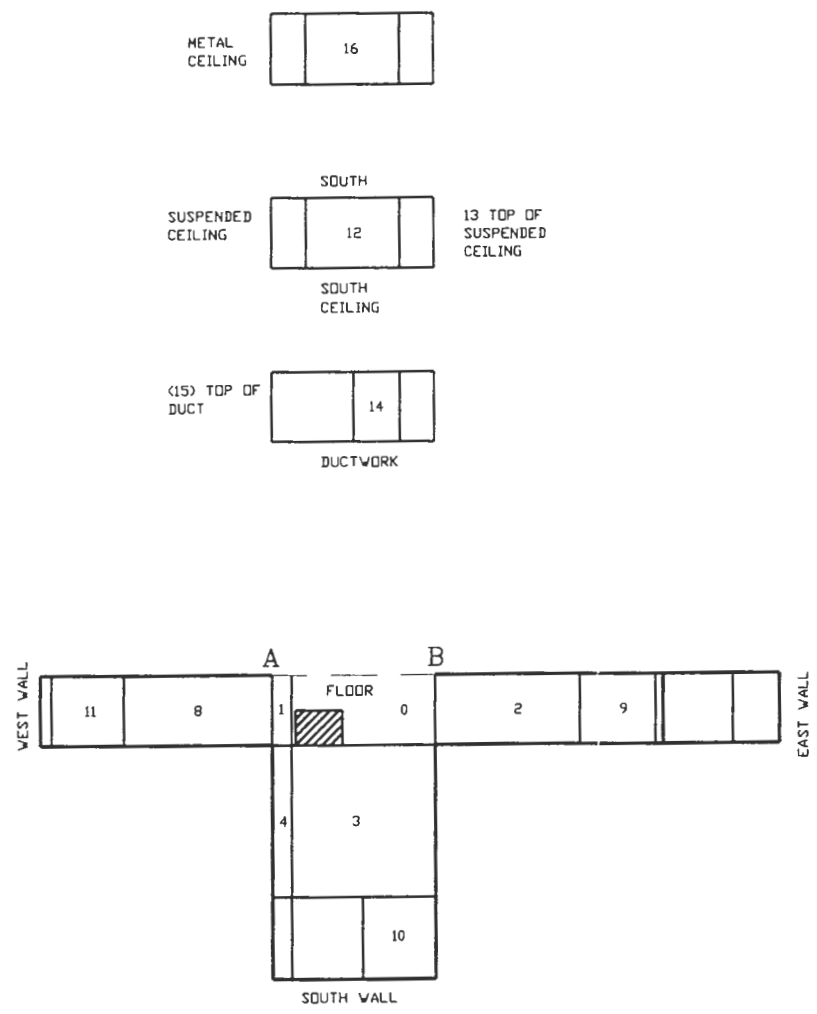 METAL
CEILING
16
SOUTH
SUSPENDED
CEILING
12
13 TOP OF
SUSPENDED
CEILING
SOUTH
CEILING
(15) TOP OF
DUCT
14
DUCTWORK
A
B
WEST WALL
11
8
1
FLOOR
0
2
9
EAST WALL
4
3
10
SOUTH WALL